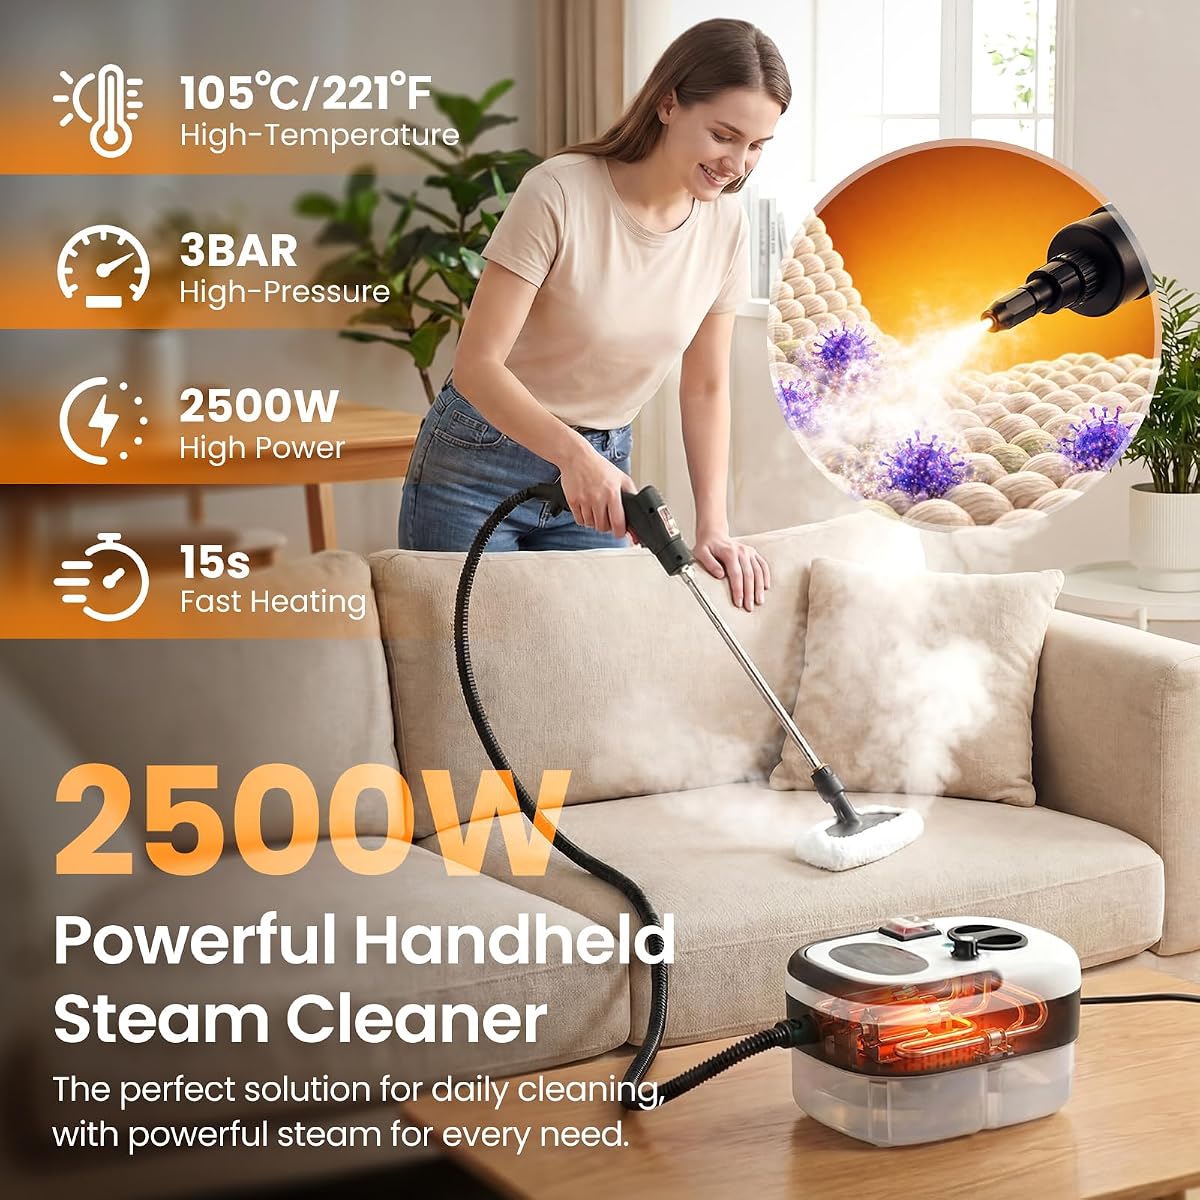 105°C/221°F
High-Temperature
3BAR
High-Pressure
2500W
High Power
15s
Fast Heating
2500W
Powerful Handheld
Steam Cleaner
The perfect solution for daily cleaning,
with powerful steam for every need.